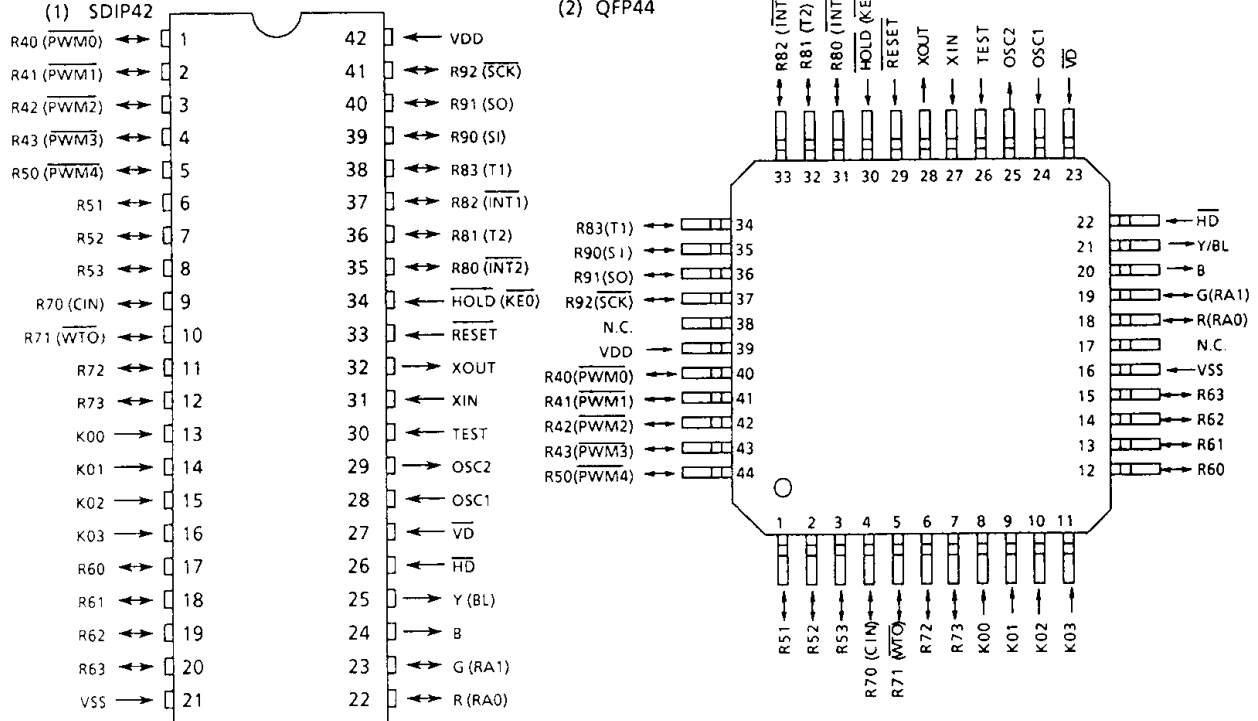 (1) SDIP42
R40 (PWM0) 1 42 VDD
R41 (PWM1) 2 41 R92 (SCK)
R42 (PWM2) 3 40 R91 (SO)
R43 (PWM3) 4 39 R90 (SI)
R50 (PWM4) 5 38 R83 (T1)
R51 6 37 R82 (INT1)
R52 7 36 R81 (T2)
R53 8 35 R80 (INT2)
R70 (CIN) 9 34 HOLD (KE0)
R71 (WTO) 10 33 RESET
R72 11 32 XOUT
R73 12 31 XIN
K00 13 30 TEST
K01 14 29 OSC2
K02 15 28 OSC1
K03 16 27 VD
R60 17 26 HD
R61 18 25 Y (BL)
R62 19 24 B
R63 20 23 G (RA1)
VSS 21 22 R (RA0)
(2) QFP44
R82 (INT
R81 (T2)
R80 (INT
HOLD (KE
RESET
XOUT
XIN
TEST
OSC2
OSC1
VD
33 32 31 30 29 28 27 26 25 24 23
R83(T1) 34
R90(SI) 35
R91(SO) 36
R92(SCK) 37
N.C. 38
VDD 39
R40(PWM0) 40
R41(PWM1) 41
R42(PWM2) 42
R43(PWM3) 43
R50(PWM4) 44
22 HD
21 Y/BL
20 B
19 G(RA1)
18 R(RA0)
17 N.C.
16 VSS
15 R63
14 R62
13 R61
12 R60
1 2 3 4 5 6 7 8 9 10 11
R51
R52
R53
R70 (CIN)
R71 (WTO)
R72
R73
K00
K01
K02
K03